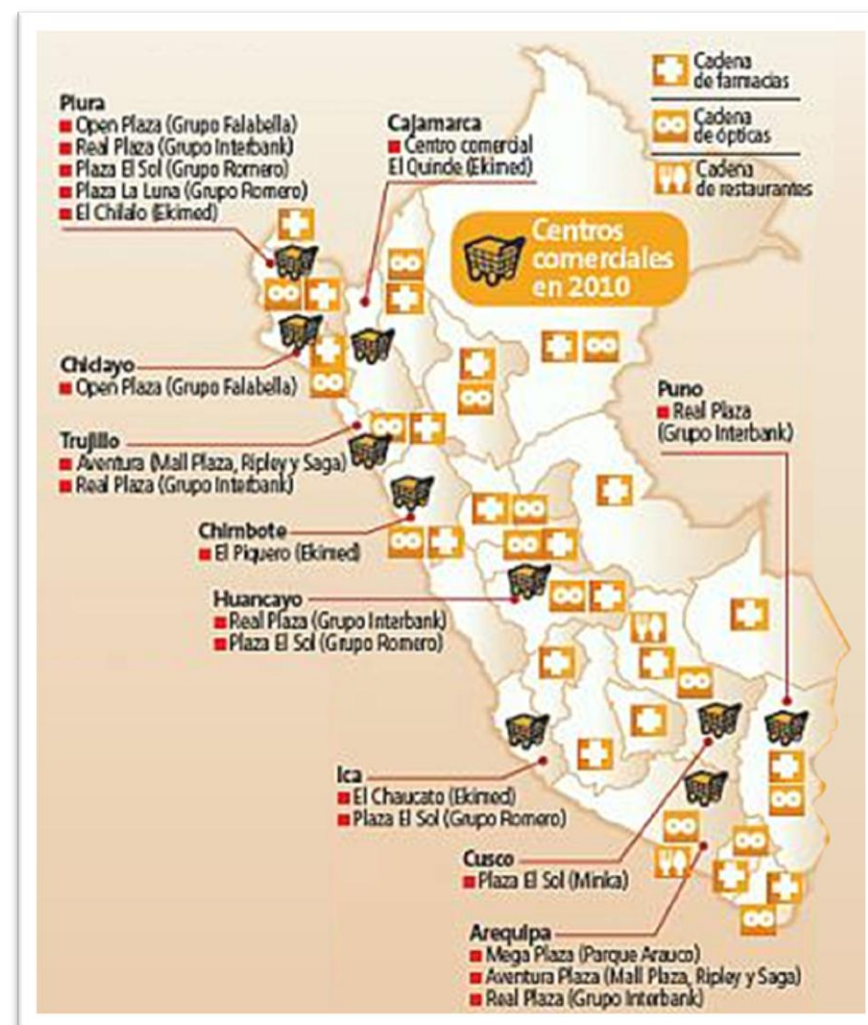 Piura
Open Plaza (Grupo Falabella)
Real Plaza (Grupo Interbank)
Plaza El Sol (Grupo Romero)
Plaza La Luna (Grupo Romero)
El Chilalo (Ekimed)
Cajamarca
Centro comercial
El Quinde (Ekimed)
Cadena
de farmacias
Cadena
de ópticas
Cadena
de restaurantes
Centros
comerciales
en 2010
Chiclayo
Open Plaza (Grupo Falabella)
Puno
Real Plaza
(Grupo Interbank)
Trujillo
Aventura (Mall Plaza, Ripley y Saga)
Real Plaza (Grupo Interbank)
Chimbote
El Piquero (Ekimed)
Huancayo
Real Plaza (Grupo Interbank)
Plaza El Sol (Grupo Romero)
Ica
El Chaucato (Ekimed)
Plaza El Sol (Grupo Romero)
Cusco
Plaza El Sol (Minka)
Arequipa
Mega Plaza (Parque Arauco)
Aventura Plaza (Mall Plaza, Ripley y Saga)
Real Plaza (Grupo Interbank)